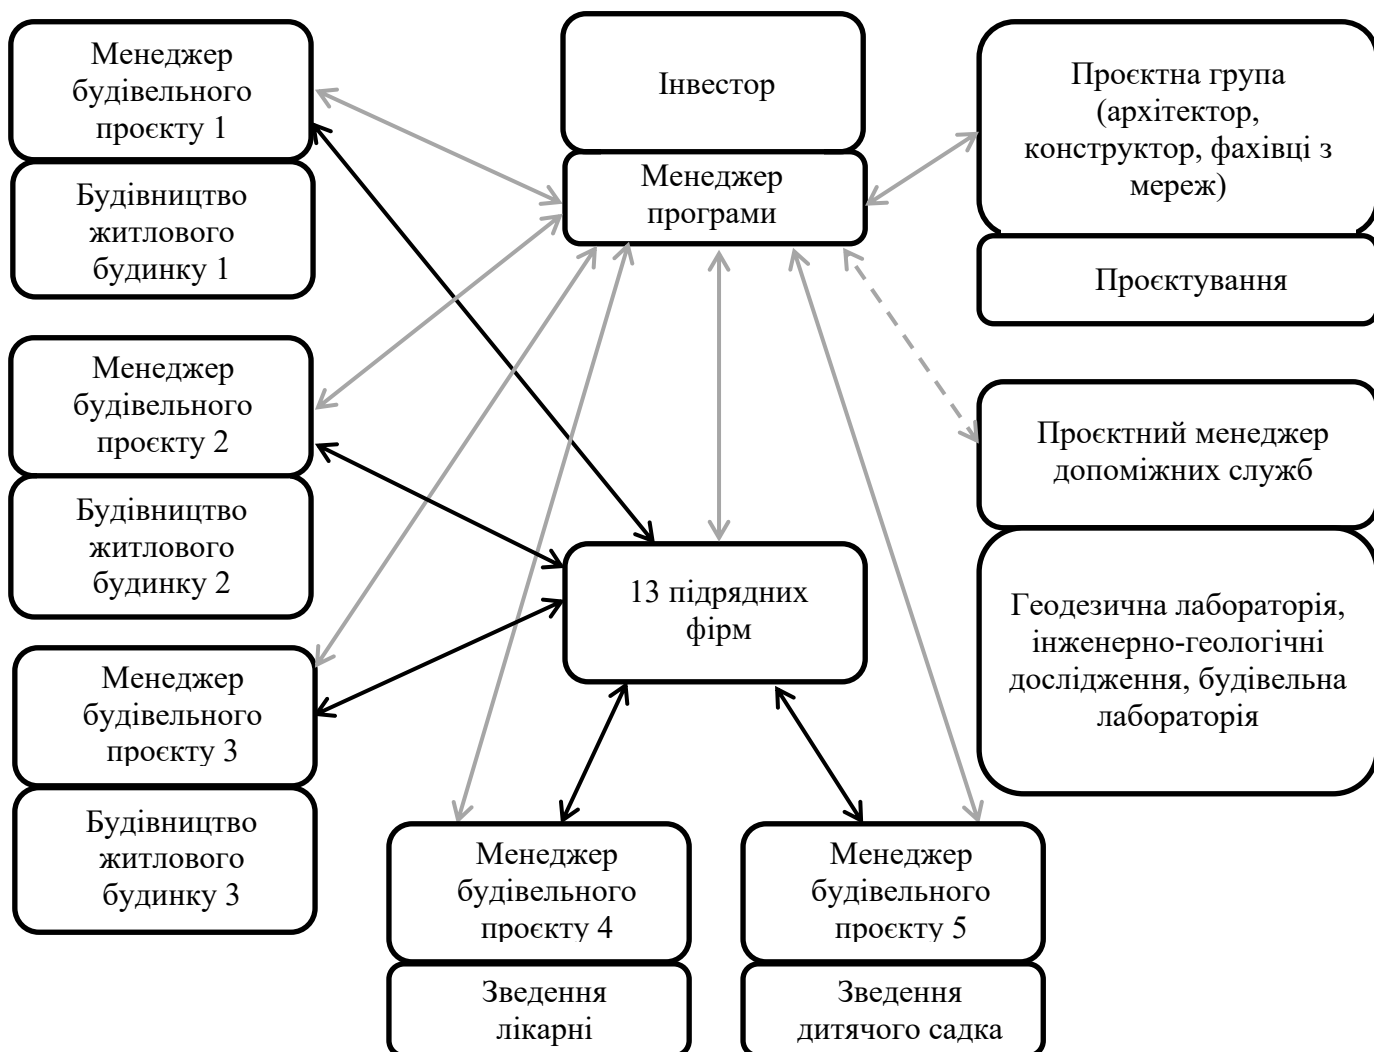 Менеджер
будівельного
проєкту 1
Будівництво
житлового
будинку 1
Інвестор
Менеджер
програми
Проєктна група
(архітектор,
конструктор, фахівці з
мереж)
Проєктування
Менеджер
будівельного
проєкту 2
Будівництво
житлового
будинку 2
Проєктний менеджер
допоміжних служб
Геодезична лабораторія,
інженерно-геологічні
дослідження, будівельна
лабораторія
13 підрядних
фірм
Менеджер
будівельного
проєкту 3
Будівництво
житлового
будинку 3
Менеджер
будівельного
проєкту 4
Зведення
лікарні
Менеджер
будівельного
проєкту 5
Зведення
дитячого садка